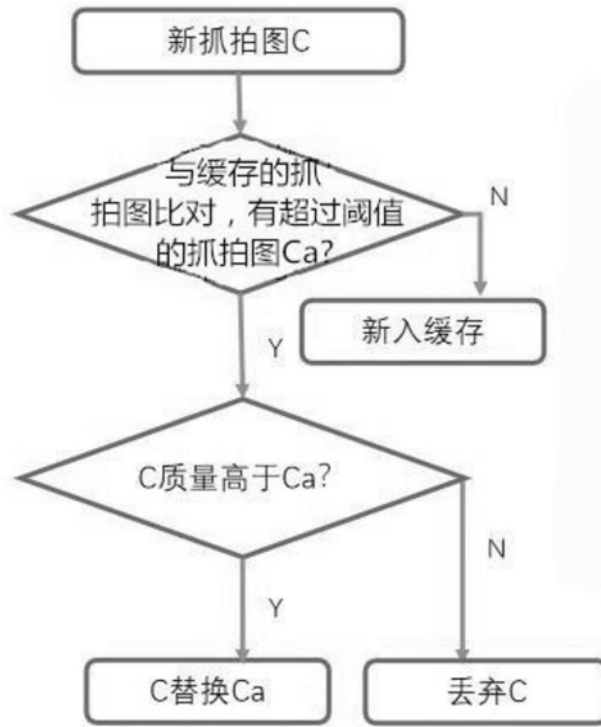 新抓拍图C
与缓存的抓
拍图比对，有超过阈值
的抓拍图Ca?
N
新入缓存
Y
C质量高于Ca?
N
Y
C替换Ca
丢弃C